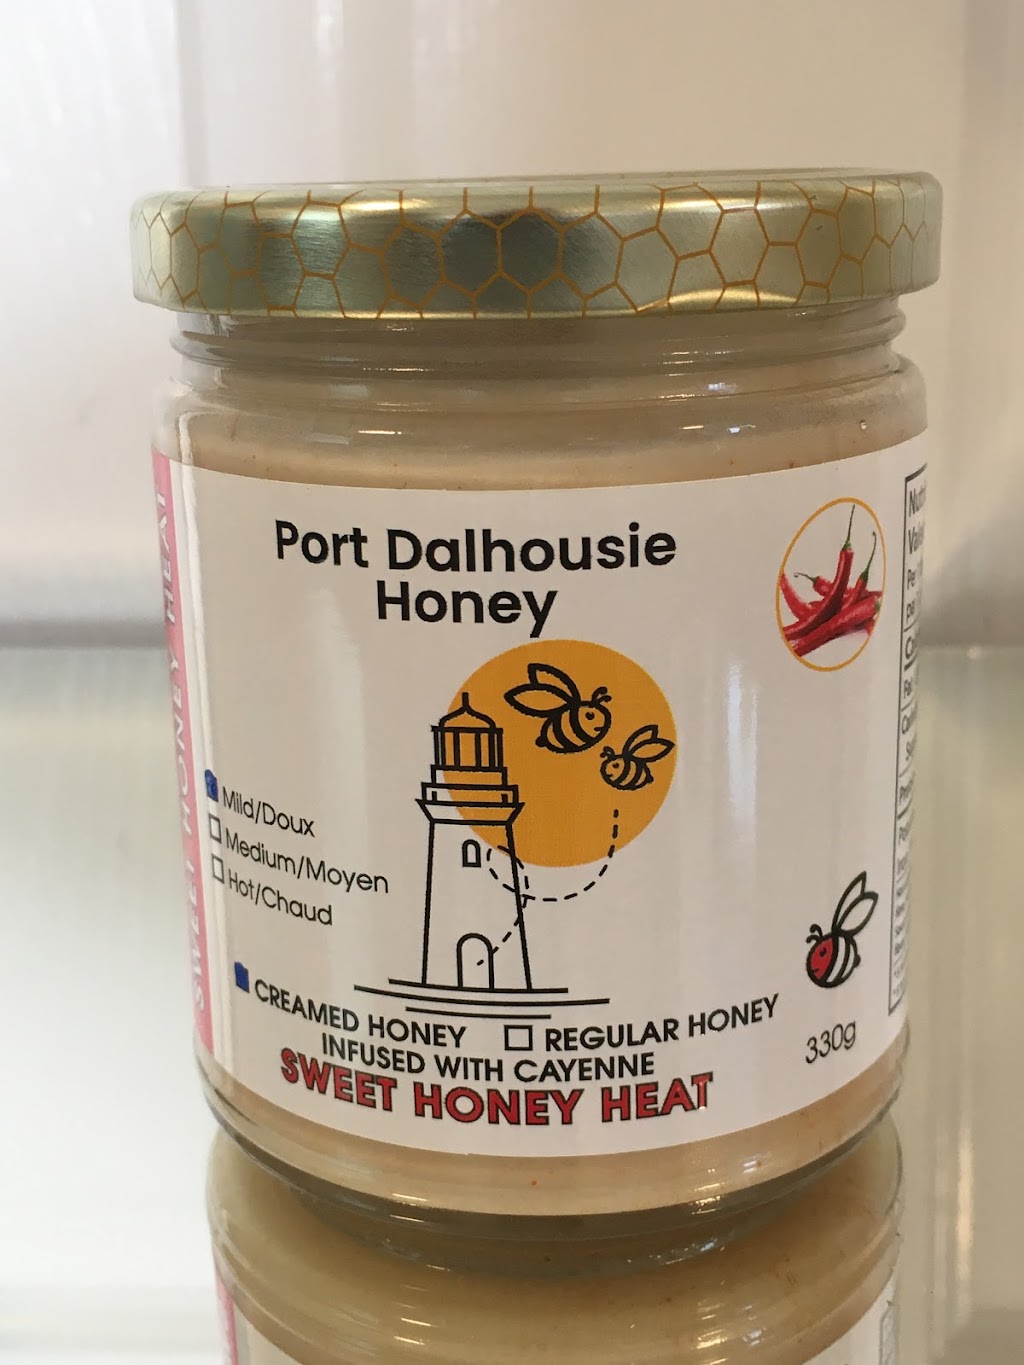 Port Dalhousie
Honey
Mild/Doux
Medium/Moyen
Hot/Chaud
CREAMED HONEY
REGULAR HONEY
INFUSED WITH CAYENNE
SWEET HONEY HEAT
330g
SWEET HONEY HEAT